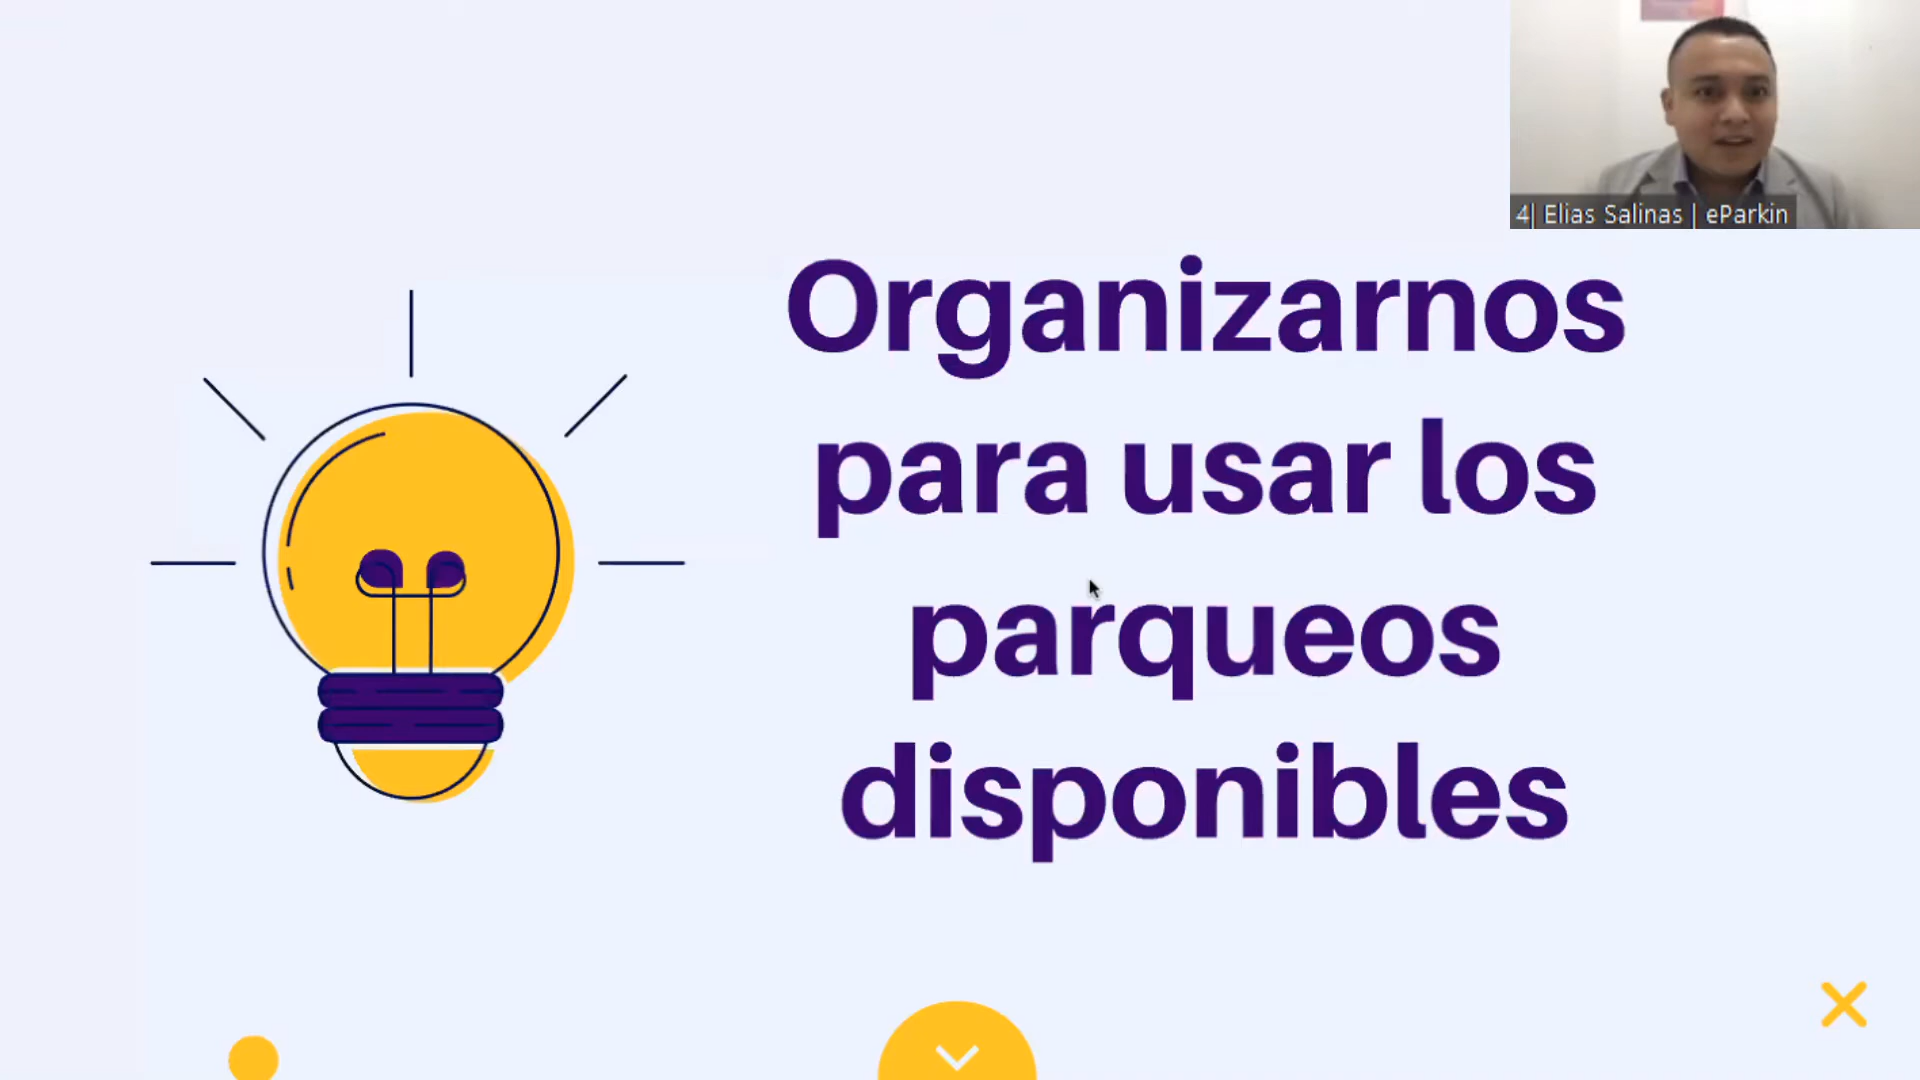 4| Elias Salinas | eParkin
Organizarnos
para usar los
parqueos
disponibles